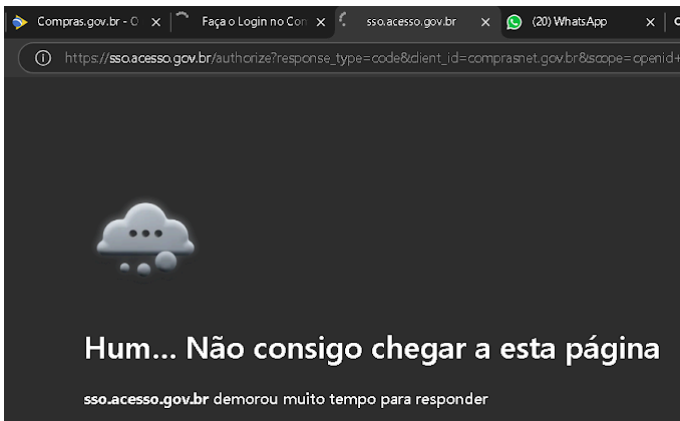 Compras.gov.br - O
Faça o Login no Con
sso.acesso.gov.br
(20) WhatsApp
https://sso.acesso.gov.br/authorize?response_type=code&client_id=comprasnet.gov.br&scope=openid+
Hum... Não consigo chegar a esta página
sso.acesso.gov.br demorou muito tempo para responder